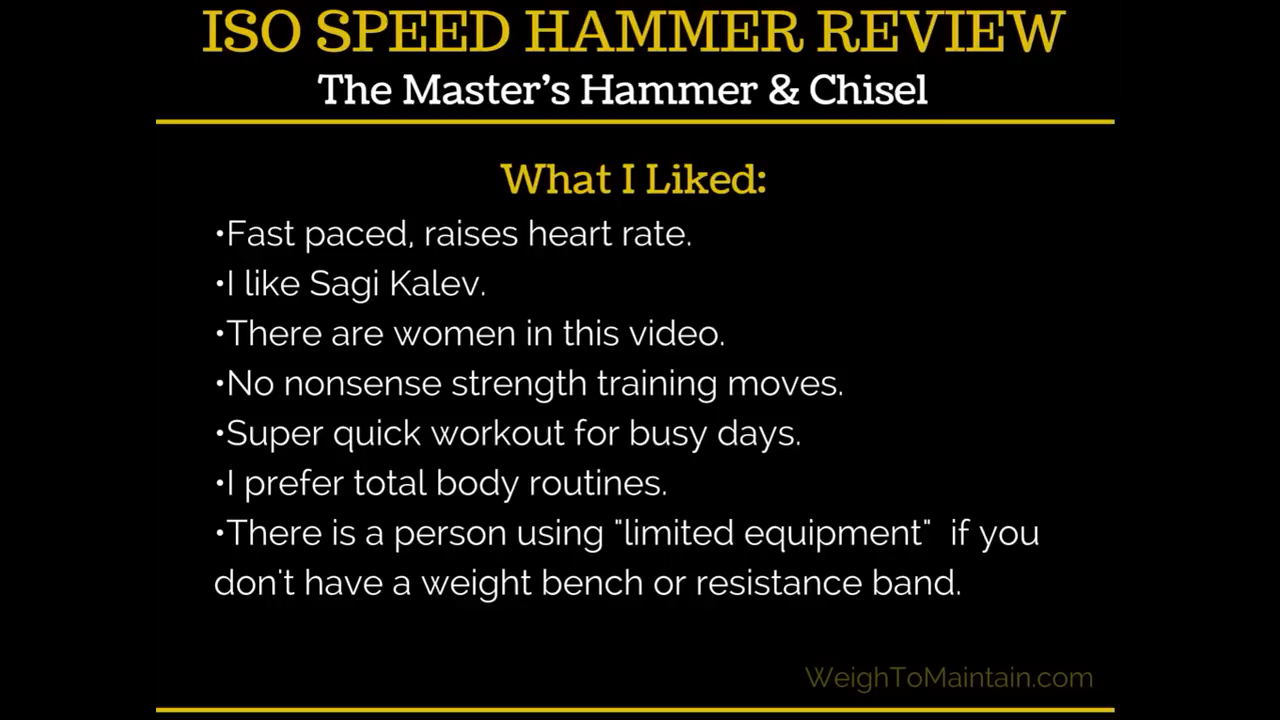 ISO SPEED HAMMER REVIEW
The Master's Hammer & Chisel
What I Liked:
•Fast paced, raises heart rate.
•I like Sagi Kalev.
•There are women in this video.
•No nonsense strength training moves.
•Super quick workout for busy days.
•I prefer total body routines.
•There is a person using "limited equipment"  if you
don't have a weight bench or resistance band.
WeighToMaintain.com